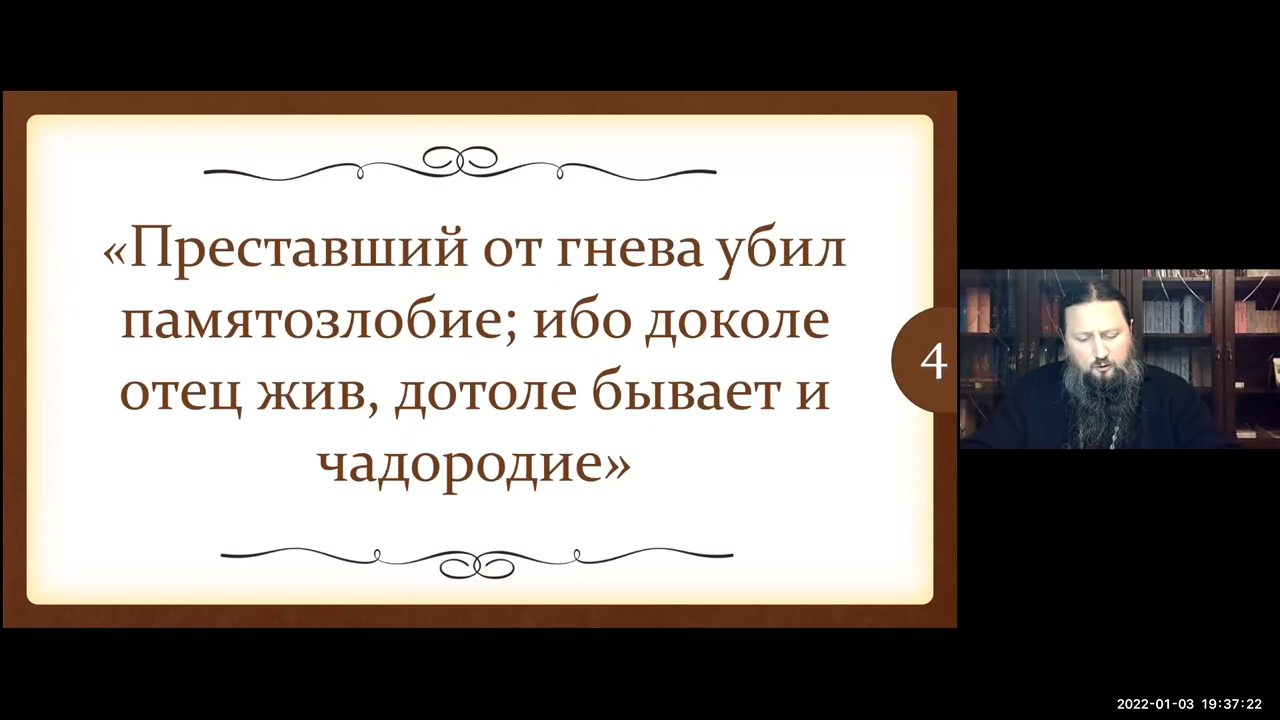 «Преставший от гнева убил
памятозлобие; ибо доколе
отец жив, дотоле бывает и
чадородие»
4
2022-01-03 19:37:22